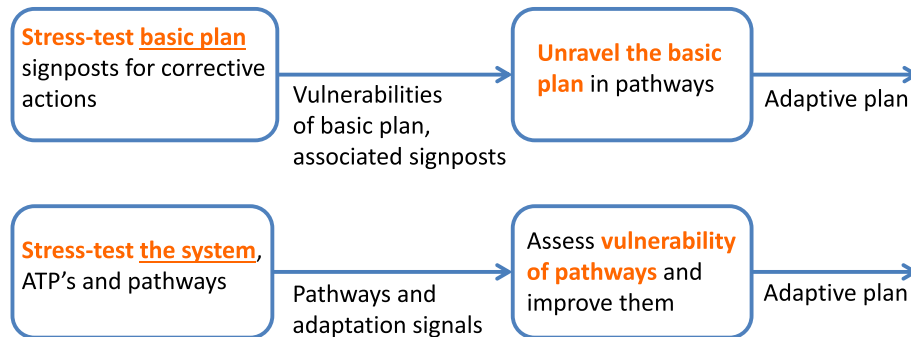 Stress-test basic plan
signposts for corrective
actions
Vulnerabilities
of basic plan,
associated signposts
Unravel the basic
plan in pathways
Adaptive plan
Stress-test the system,
ATP's and pathways
Pathways and
adaptation signals
Assess vulnerability
of pathways and
improve them
Adaptive plan